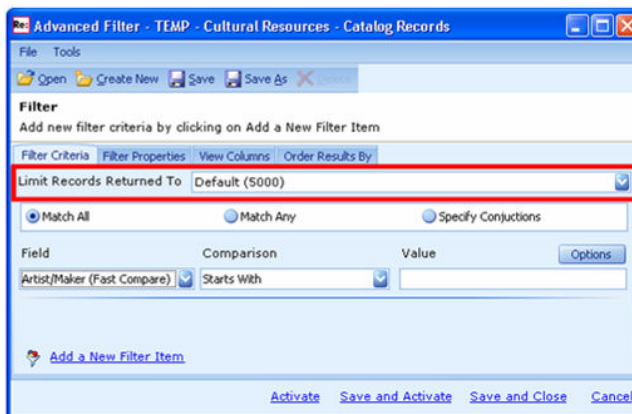 Re: Advanced Filter - TEMP - Cultural Resources - Catalog Records
File Tools
Open Create New Save Save As Delete
Filter
Add new filter criteria by clicking on Add a New Filter Item
Filter Criteria Filter Properties View Columns Order Results By
Limit Records Returned To Default (5000)
Match All Match Any Specify Conjuctions
Field Comparison Value Options
Artist/Maker (Fast Compare) Starts With
Add a New Filter Item
Activate Save and Activate Save and Close Cancel